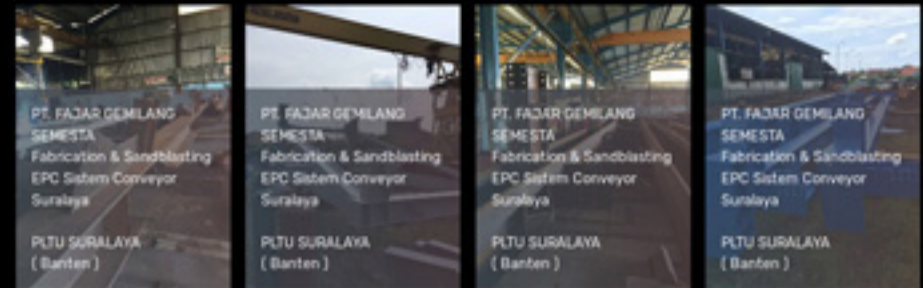 PT. FAJAR GEMILANG
SEMESTA
Fabrication & Sandblasting
EPC Sistem Conveyor
Suralaya
PLTU SURALAYA
( Banten )
PT. FAJAR GEMILANG
SEMESTA
Fabrication & Sandblasting
EPC Sistem Conveyor
Suralaya
PLTU SURALAYA
( Banten )
PT. FAJAR GEMILANG
SEMESTA
Fabrication & Sandblasting
EPC Sistem Conveyor
Suralaya
PLTU SURALAYA
( Banten )
PT. FAJAR GEMILANG
SEMESTA
Fabrication & Sandblasting
EPC Sistem Conveyor
Suralaya
PLTU SURALAYA
( Banten )